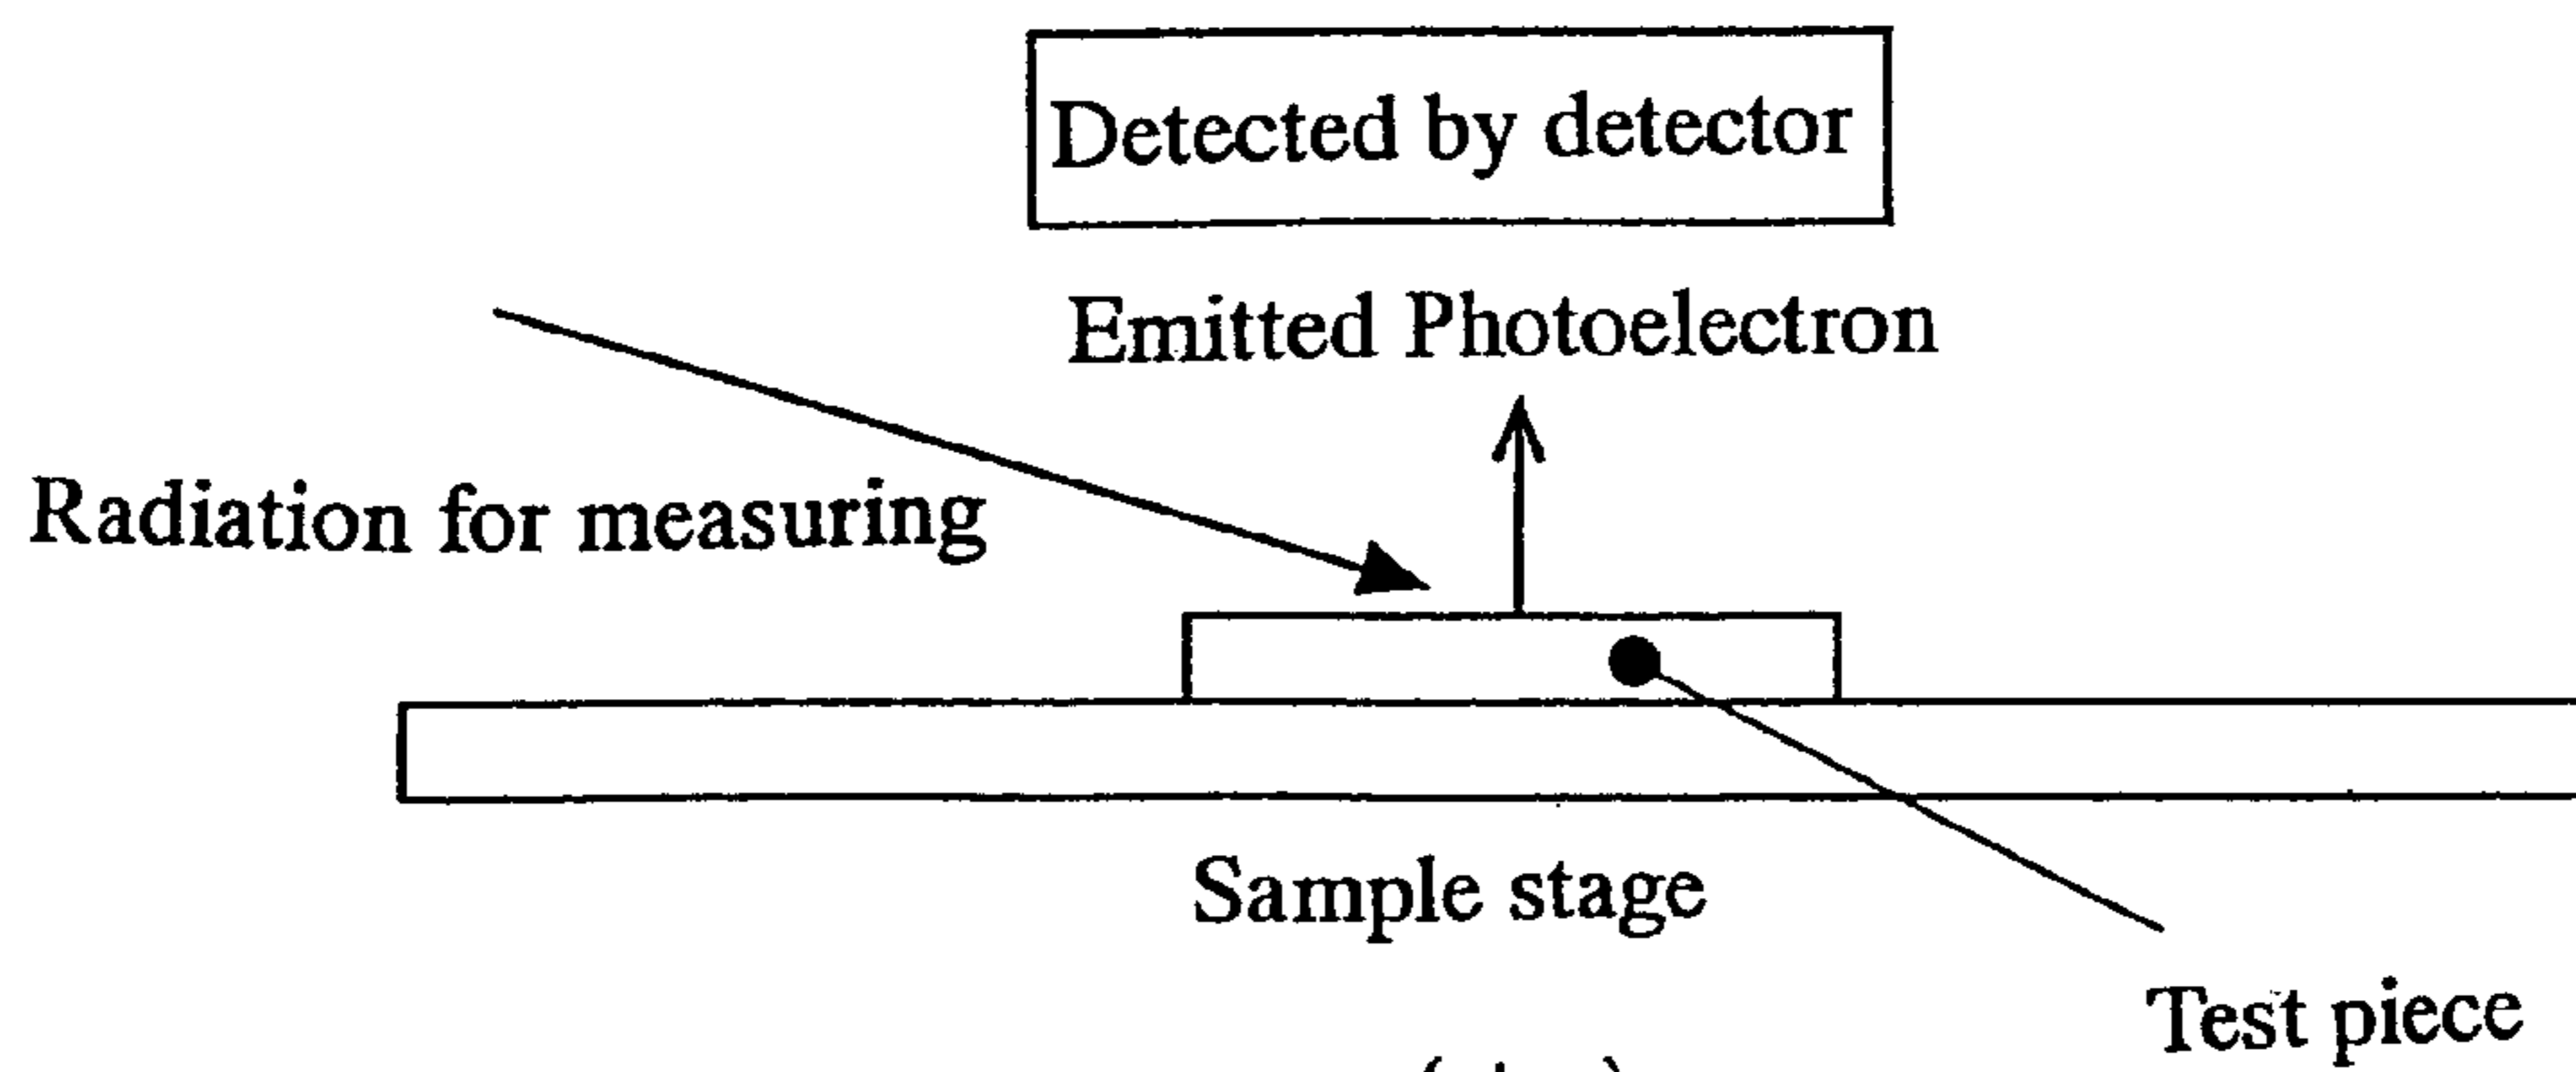 Detected by detector
Emitted Photoelectron
Radiation for measuring
Sample stage
Test piece